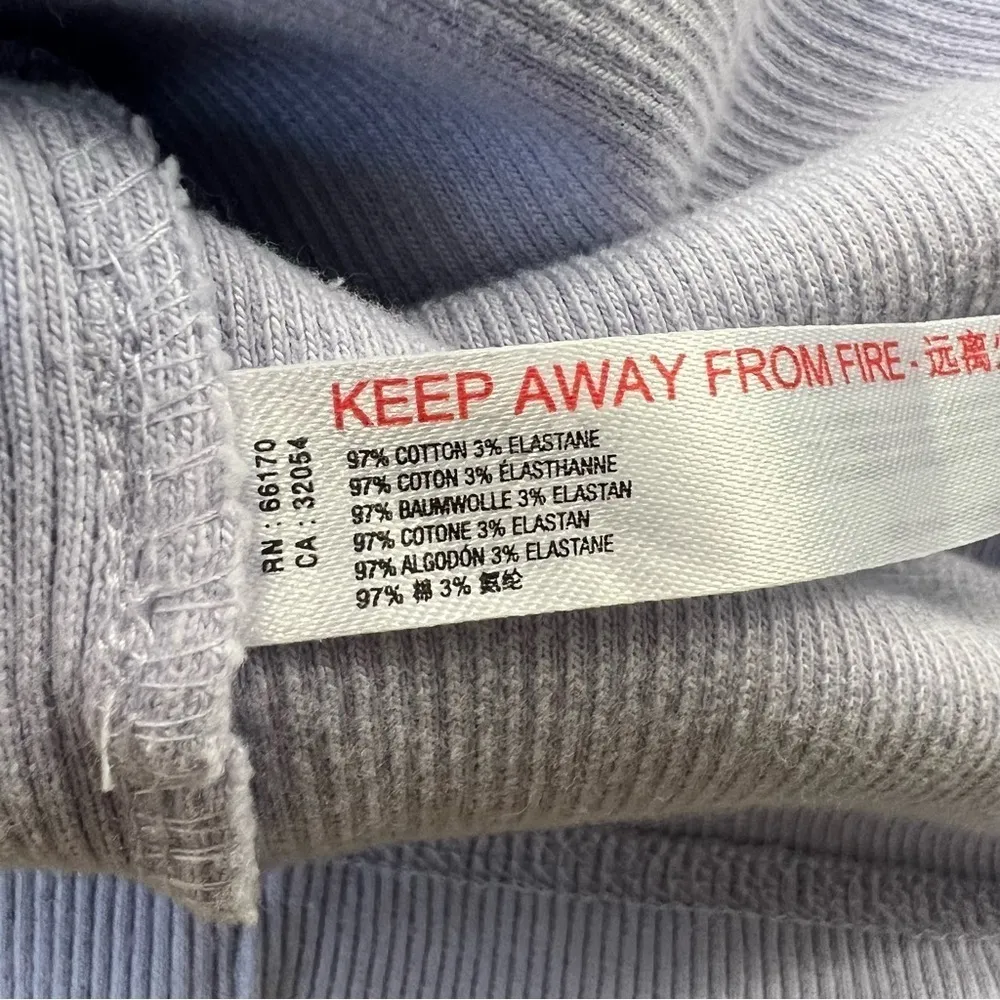 KEEP AWAY FROM FIRE - 远离
RN : 66170
CA : 32054
97% COTTON 3% ELASTANE
97% COTON 3% ÉLASTHANNE
97% BAUMWOLLE 3% ELASTAN
97% COTONE 3% ELASTAN
97% ALGODÓN 3% ELASTANE
97% 棉 3% 氨纶